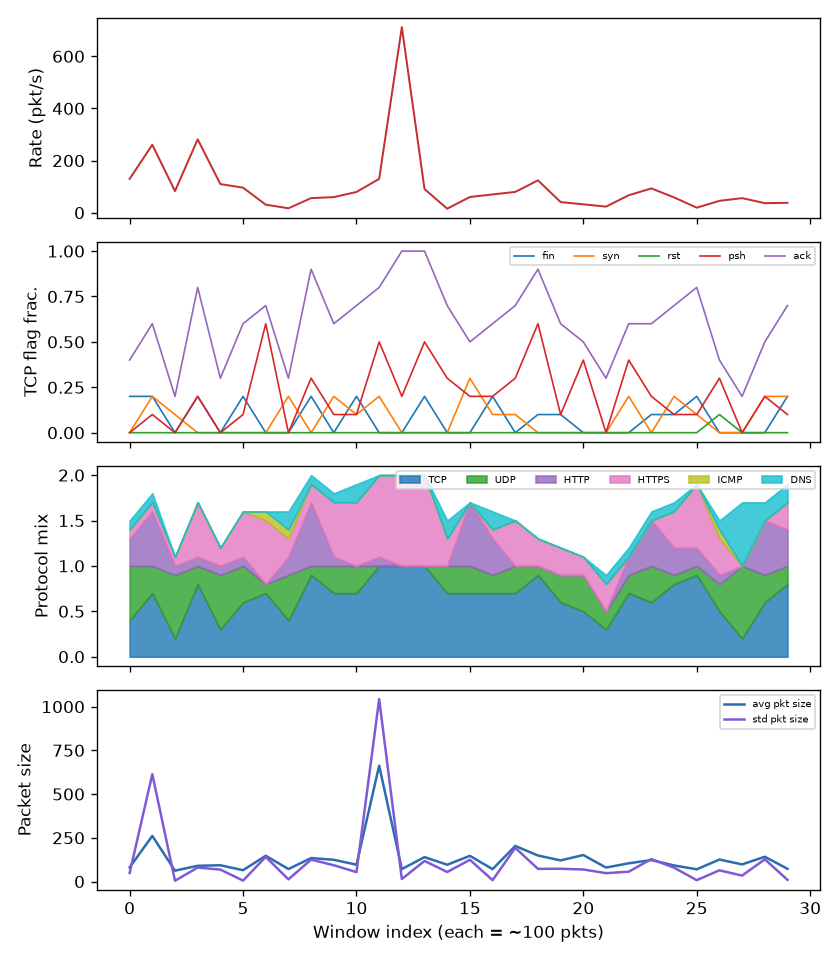 Rate (pkt/s)
600
400
200
0
TCP flag frac.
1.00
0.75
0.50
0.25
0.00
fin syn rst psh ack
Protocol mix
2.0
1.5
1.0
0.5
0.0
TCP UDP HTTP HTTPS ICMP DNS
Packet size
1000
750
500
250
0
avg pkt size
std pkt size
0 5 10 15 20 25 30
Window index (each = ~100 pkts)